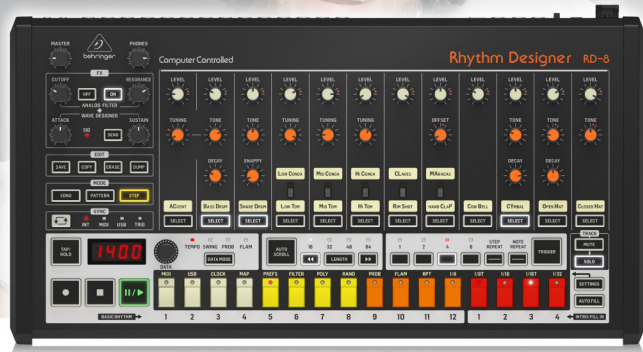 MASTER
PHONES
behringer
Computer Controlled
Rhythm Designer RD-8
FX
CUTOFF
RESONANCE
HPF
ON
ANALOG FILTER
WAVE DESIGNER
ATTACK
SUSTAIN
SIG
SEND
LEVEL LEVEL LEVEL LEVEL LEVEL LEVEL LEVEL LEVEL LEVEL LEVEL LEVEL LEVEL
TUNING TONE TONE TUNING TUNING TUNING OFFSET TONE TONE
DECAY SNAPPY DECAY DECAY
LOW CONGA MID CONGA HI CONGA CLAVES MARACAS
ACCENT BASS DRUM SNARE DRUM LOW TOM MID TOM HI TOM RIM SHOT HAND CLAP COW BELL CYMBAL OPEN HAT CLOSED HAT
SELECT SELECT SELECT SELECT SELECT SELECT SELECT SELECT SELECT SELECT SELECT SELECT
EDIT
SAVE COPY ERASE DUMP
MODE
SONG PATTERN STEP
SYNC
INT MIDI USB TRIG
TAP/
HOLD
140.0
DATA
TEMPO SWING PROB FLAM
DATA MODE
AUTO
SCROLL
16 32 48 64
LENGTH
1 2 4 8
STEP
REPEAT
NOTE
REPEAT
TRIGGER
TRACK
MUTE
SOLO
SETTINGS
AUTO FILL
MIDI USB CLOCK MAP PREFS FILTER POLY RAND PROB FLAM RPT 1/8 1/8T 1/16 1/16T 1/32
BASIC RHYTHM
1 2 3 4 5 6 7 8 9 10 11 12
1 2 3 4
INTRO/FILL IN